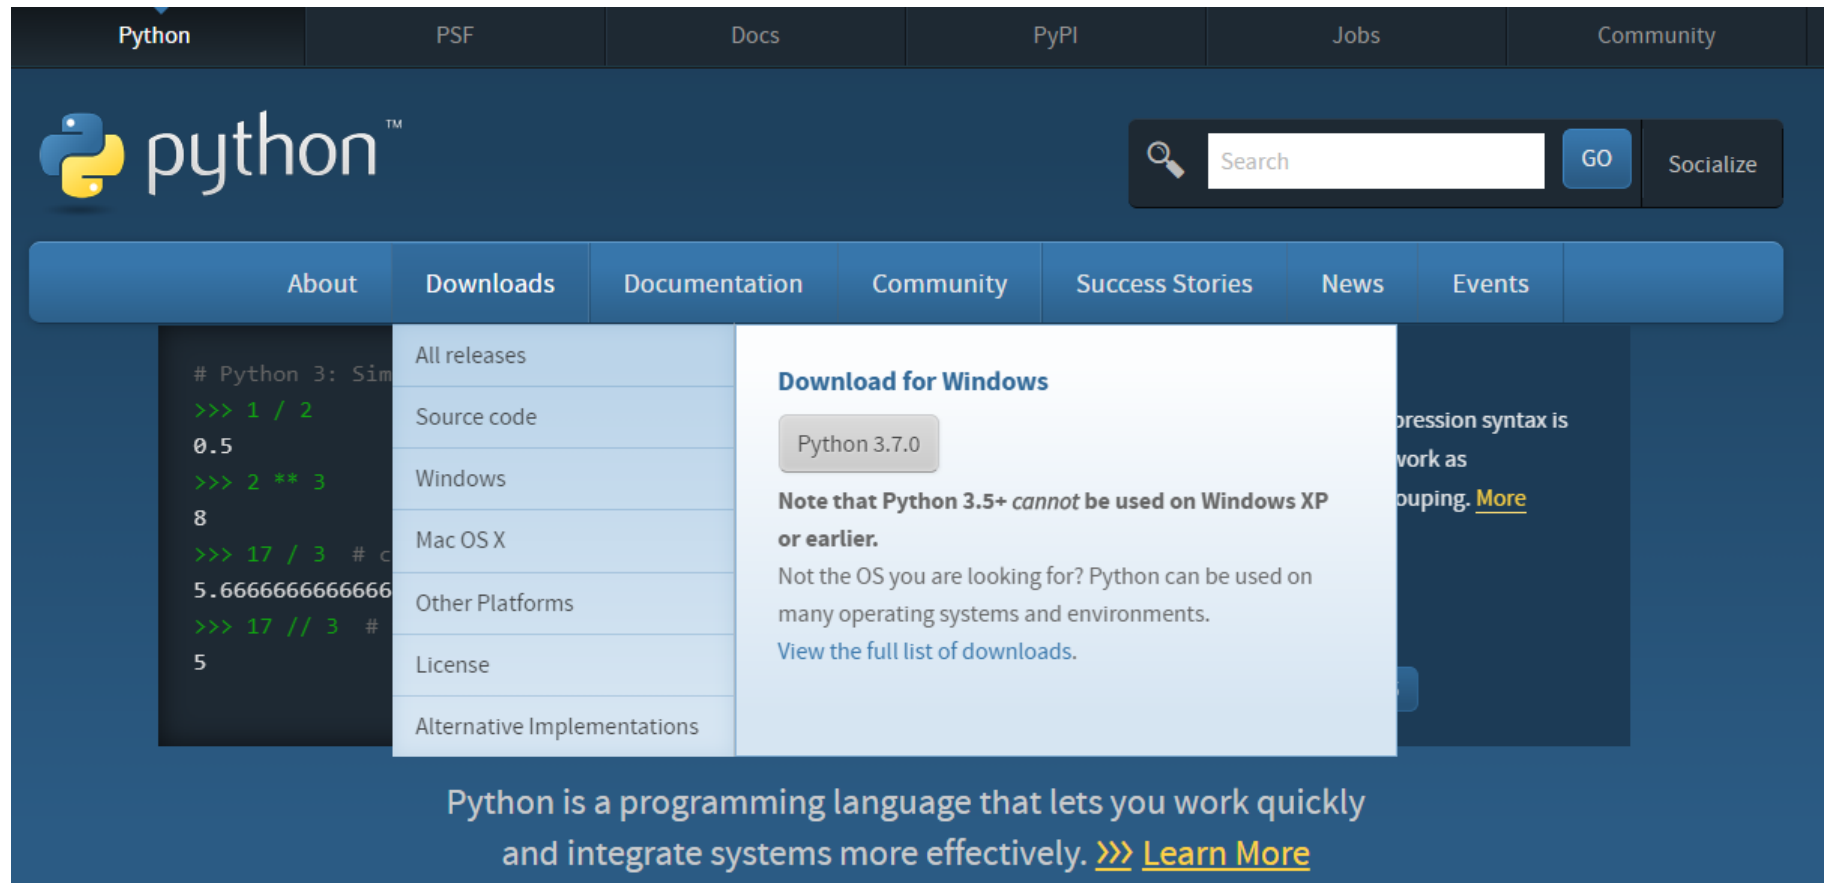 Python PSF Docs PyPI Jobs Community
python™
Search GO Socialize
About Downloads Documentation Community Success Stories News Events
# Python 3: Sim
>>> 1 / 2
0.5
>>> 2 ** 3
8
>>> 17 / 3 # c
5.6666666666666
>>> 17 // 3 #
5
All releases
Source code
Windows
Mac OS X
Other Platforms
License
Alternative Implementations
Download for Windows
Python 3.7.0
Note that Python 3.5+ cannot be used on Windows XP
or earlier.
Not the OS you are looking for? Python can be used on
many operating systems and environments.
View the full list of downloads.
pression syntax is
work as
ouping. More
Python is a programming language that lets you work quickly
and integrate systems more effectively. >>> Learn More